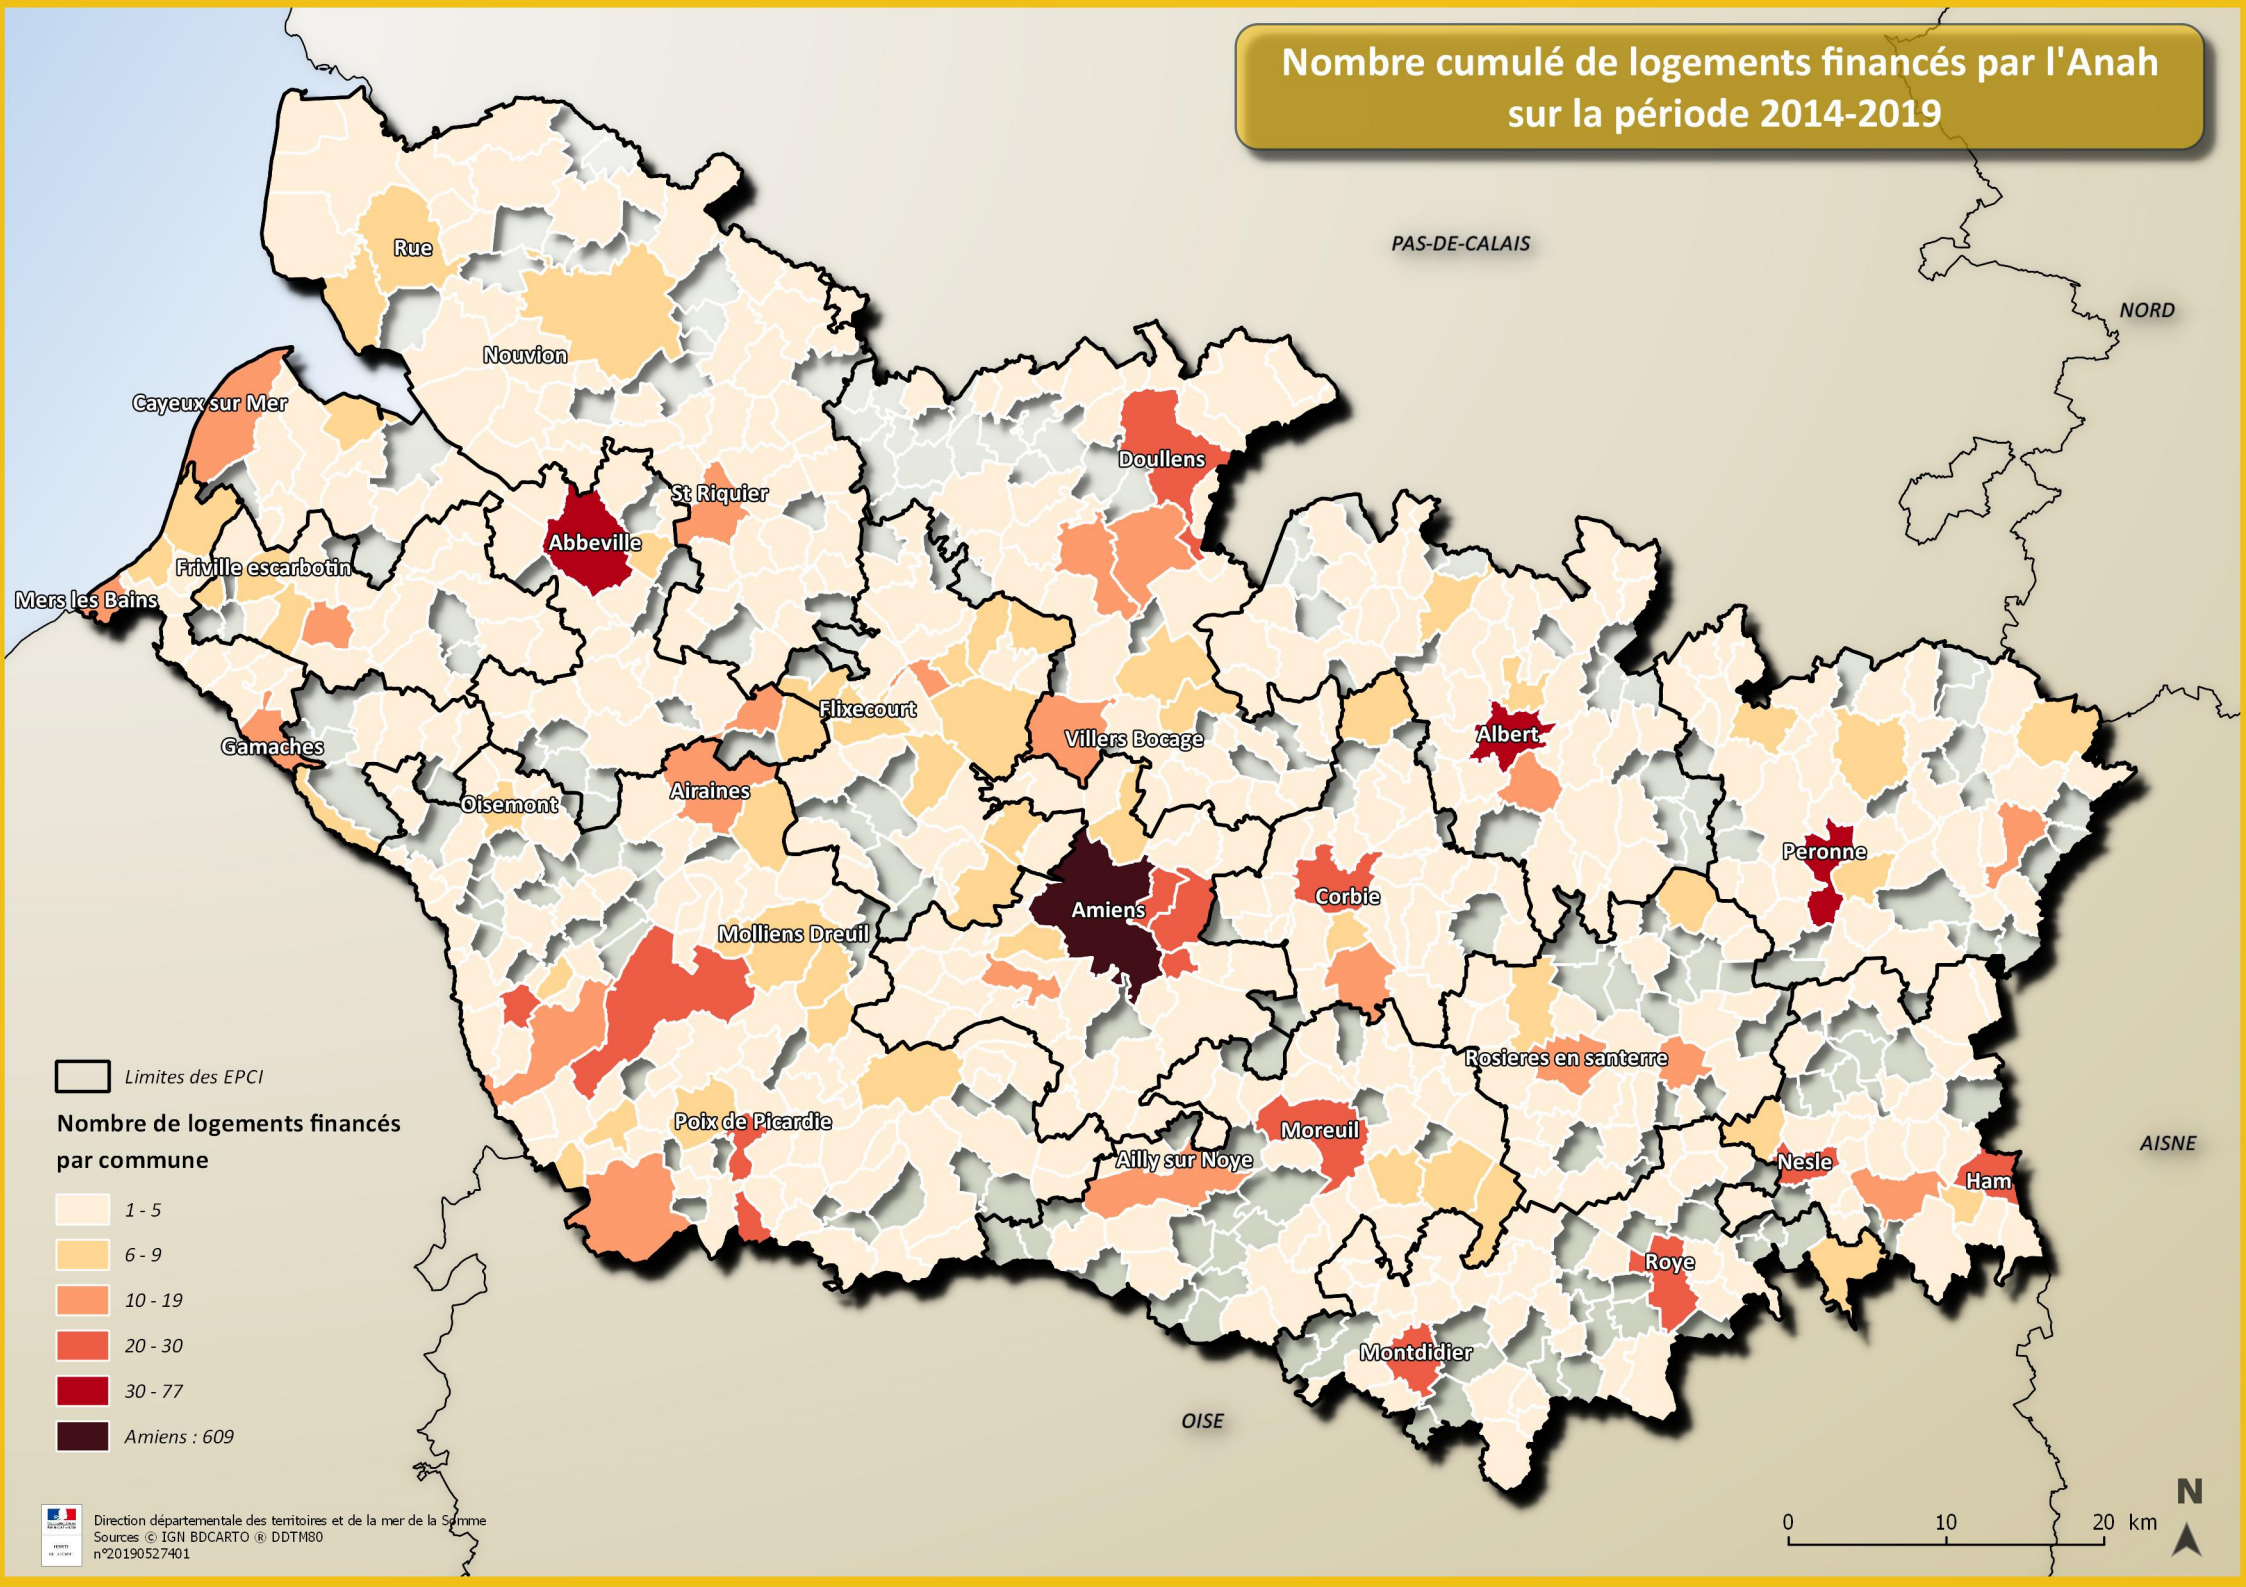 Nombre cumulé de logements financés par l'Anah
sur la période 2014-2019
PAS-DE-CALAIS
NORD
Rue
Nouvion
Cayeux sur Mer
Doullens
St Riquier
Abbeville
Friville escarbotin
Mers les Bains
Flixecourt
Villers Bocage
Albert
Gamaches
Airaines
Oisemont
Peronne
Corbie
Amiens
Molliens Dreuil
Rosieres en santerre
Poix de Picardie
Moreuil
Ailly sur Noye
Nesle
Ham
AISNE
Roye
Montdidier
OISE
Limites des EPCI
Nombre de logements financés
par commune
1 - 5
6 - 9
10 - 19
20 - 30
30 - 77
Amiens : 609
Direction départementale des territoires et de la mer de la Somme
Sources © IGN BDCARTO ® DDTM80
n°20190527401
0 10 20 km
N